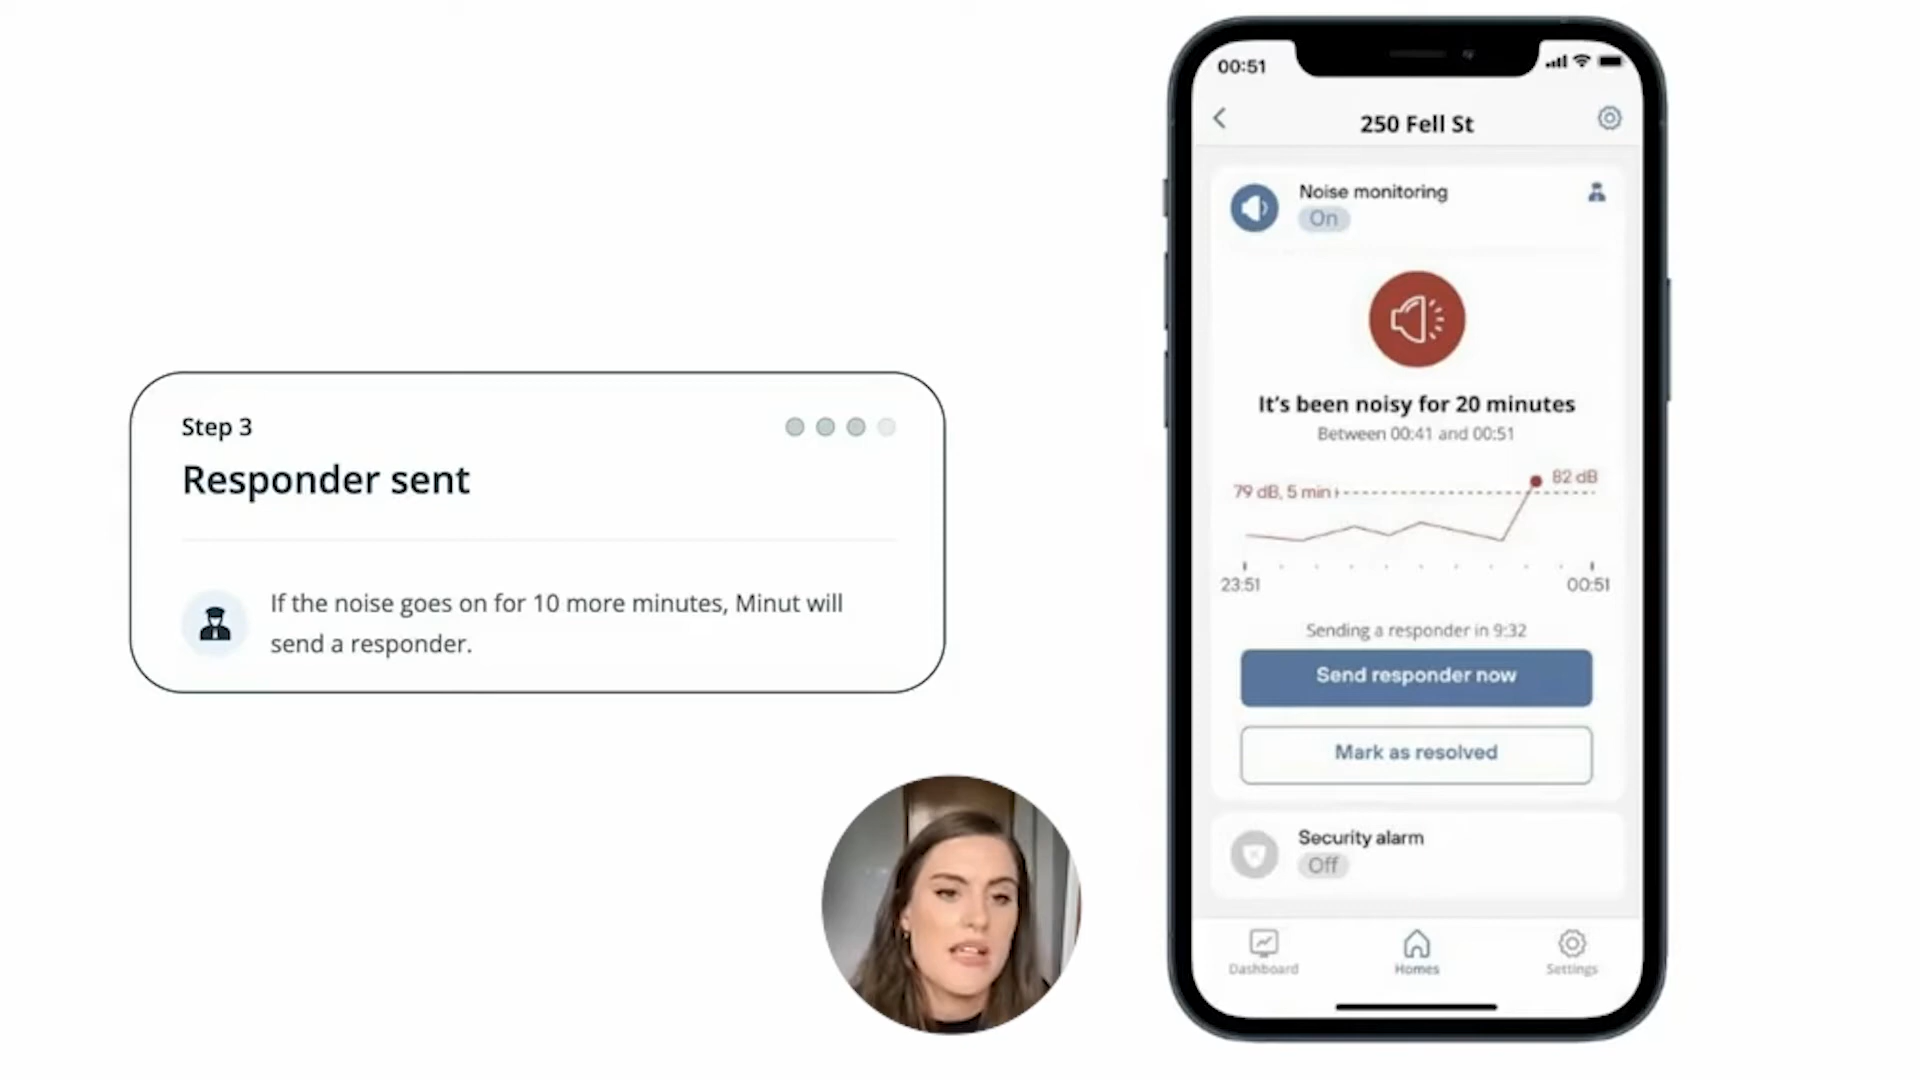 Step 3
Responder sent
If the noise goes on for 10 more minutes, Minut will
send a responder.
00:51
250 Fell St
Noise monitoring
On
It's been noisy for 20 minutes
Between 00:41 and 00:51
79 dB, 5 min
82 dB
23:51
00:51
Sending a responder in 9:32
Send responder now
Mark as resolved
Security alarm
Off
Dashboard
Homes
Settings